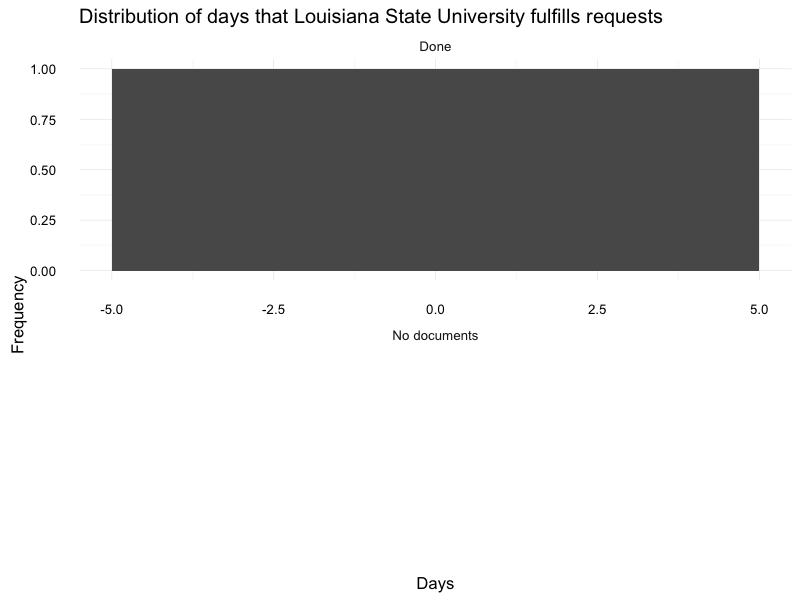 Distribution of days that Louisiana State University fulfills requests
Done
1.00
0.75
0.50
0.25
0.00
Frequency
-5.0 -2.5 0.0 2.5 5.0
No documents
Days